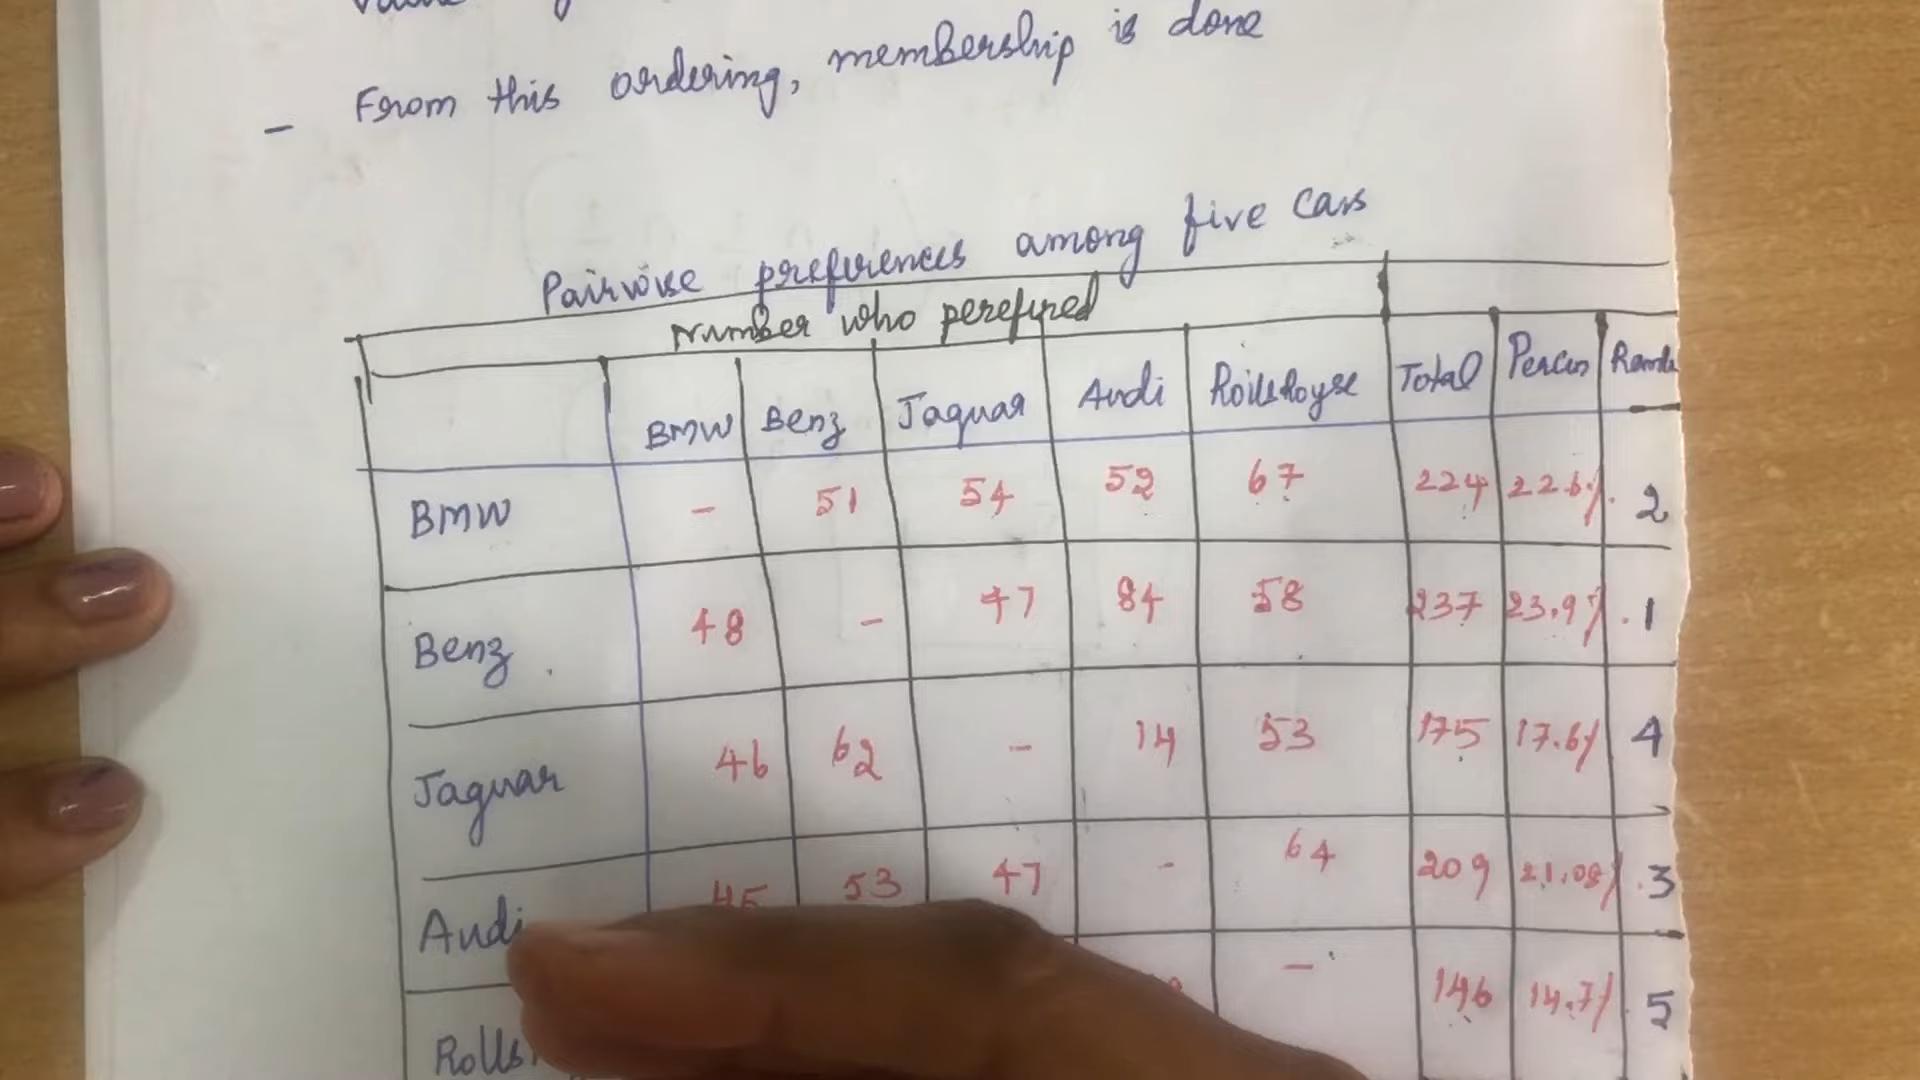 - From this ordering, membership is done
Pairwise preferences among five cars
Number who perefired
BMW Benz Jaguar Audi Total Percen
BMW - 51 54 52 67 224 22.6% 2
Benz 48 - 47 84 58 237 23.9% 1
Jaguar 46 62 - 14 53 175 17.6% 4
Audi 45 53 47 - 64 209 21.08% 3
Rolls - 146 14.7% 5